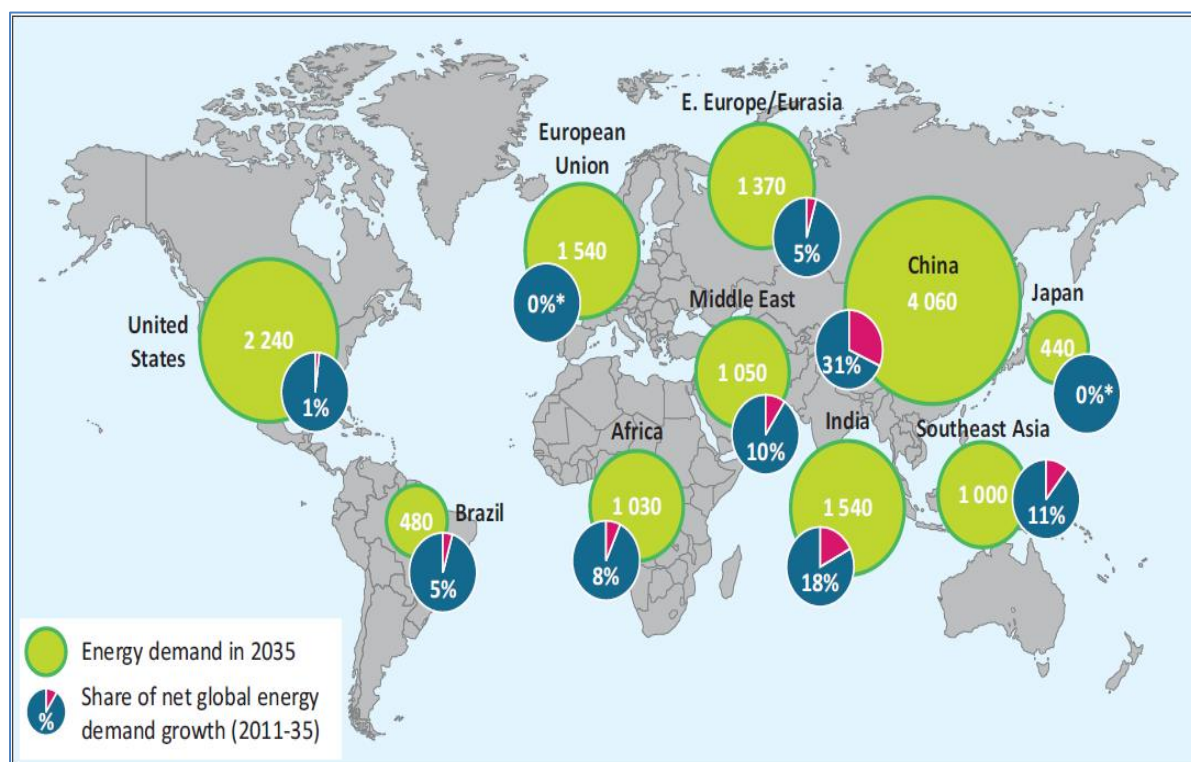 E. Europe/Eurasia
1 370
5%
European
Union
1 540
0%*
China
4 060
31%
Japan
440
0%*
Middle East
1 050
10%
United
States
2 240
1%
Africa
1 030
8%
India
1 540
18%
Southeast Asia
1 000
11%
Brazil
480
5%
Energy demand in 2035
%
Share of net global energy
demand growth (2011-35)